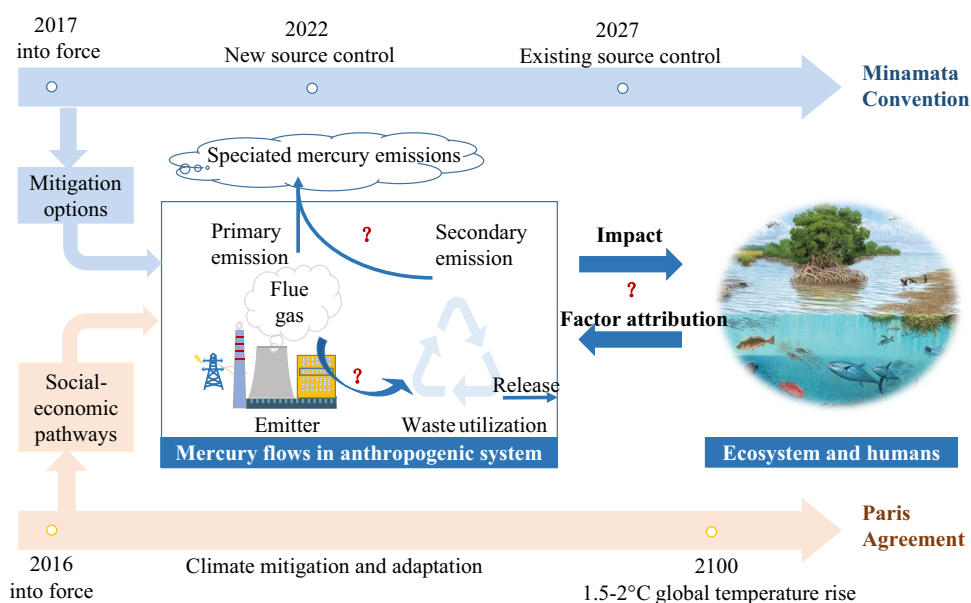 2017
into force
2022
New source control
2027
Existing source control
Minamata
Convention
Speciated mercury emissions
Mitigation
options
Primary
emission
?
Secondary
emission
Impact
?
Factor attribution
Flue
gas
?
Release
Social-
economic
pathways
Emitter
Waste utilization
Mercury flows in anthropogenic system
Ecosystem and humans
Paris
Agreement
2016
into force
Climate mitigation and adaptation
2100
1.5-2°C global temperature rise